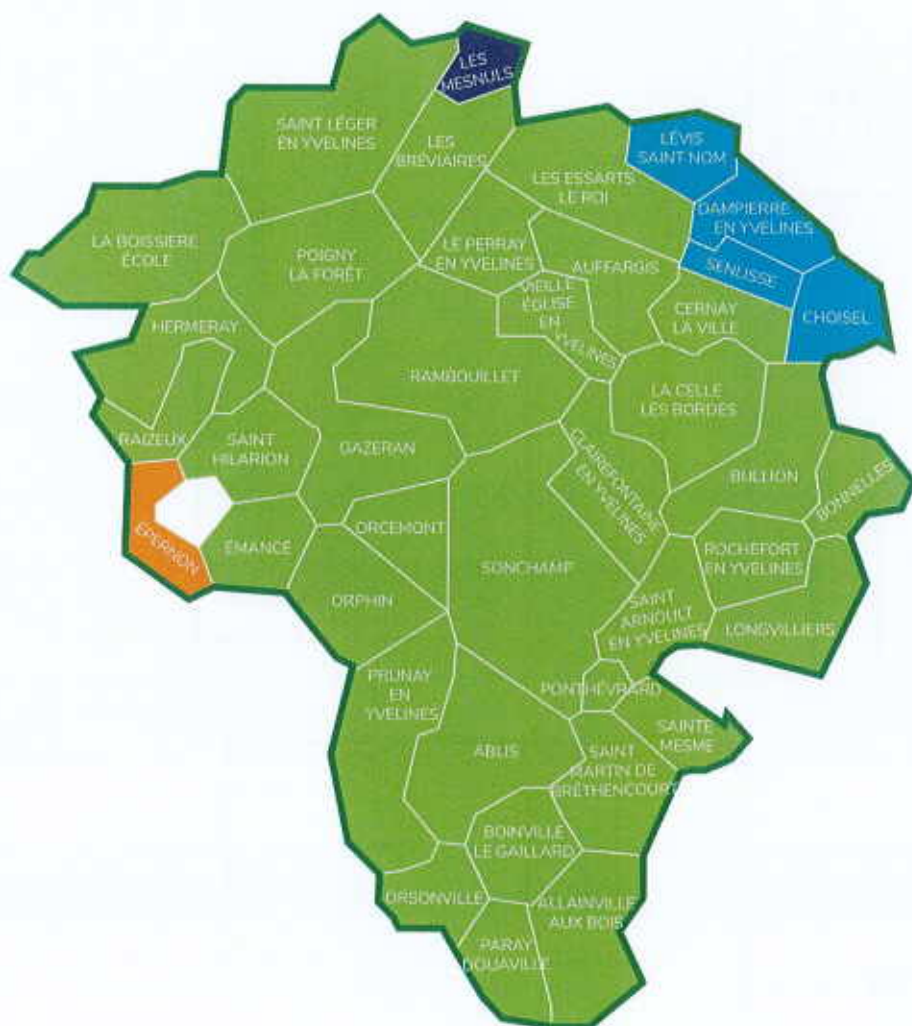 LES
MESNULS
SAINT LÉGER
EN YVELINES
LES
BRÉVIAIRES
LÉVIS
SAINT NOM
LES ESSARTS
LE ROI
DAMPIERRE
EN YVELINES
LA BOISSIERE
ÉCOLE
POIGNY
LA FORÊT
LE PERRAY
EN YVELINES
AUFFARGIS
SENLISSE
VIEILLE
ÉGLISE EN
YVELINES
CERNAY
LA VILLE
CHOISEL
HERMERAY
RAMBOUILLET
LA CELLE
LES BORDES
RAIZEUX
SAINT
HILARION
GAZERAN
CLAIREFONTAINE
EN YVELINES
BULLION
BONNELLES
EPERNON
ÉMANCÉ
ORCEMONT
SONCHAMP
ROCHEFORT
EN YVELINES
ORPHIN
SAINT
ARNOULT
EN YVELINES
LONGVILLIERS
PRUNAY
EN
YVELINES
PONTHÉVRARD
SAINTE
MESME
ABLIS
SAINT
MARTIN DE
BRÉTHENCOURT
BOINVILLE
LE GAILLARD
ORSONVILLE
ALLAINVILLE
AUX BOIS
PARAY
DOUAVILLE